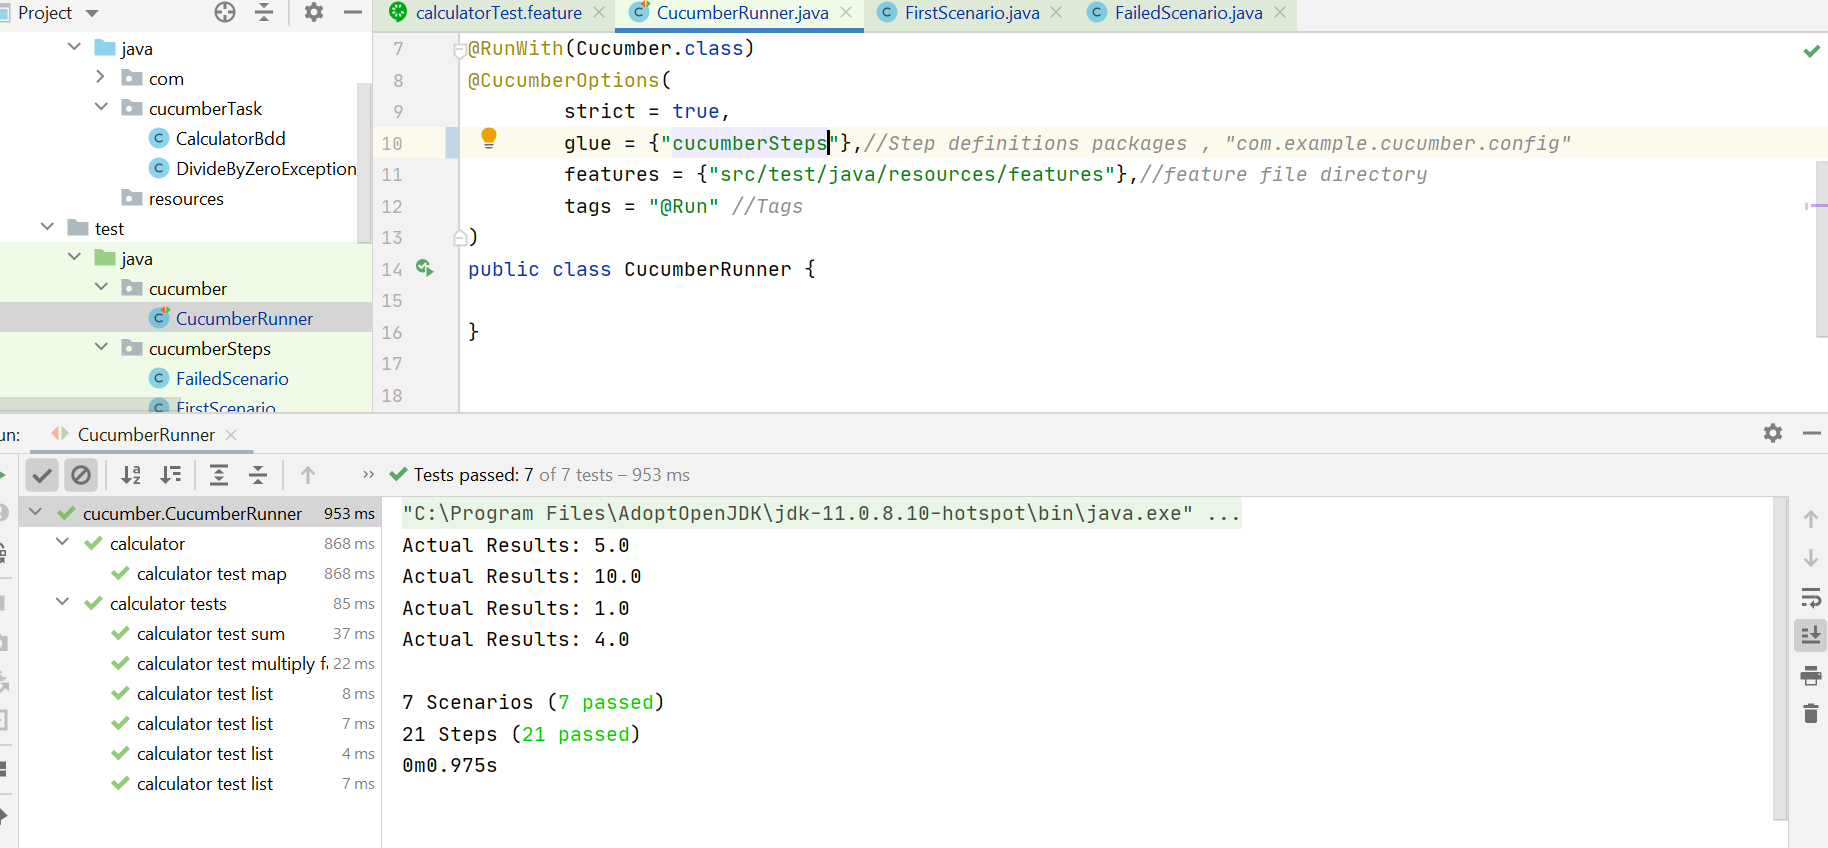 Project
calculatorTest.feature
CucumberRunner.java
FirstScenario.java
FailedScenario.java
java
com
cucumberTask
CalculatorBdd
DivideByZeroException
resources
test
java
cucumber
CucumberRunner
cucumberSteps
FailedScenario
FirstScenario
7 @RunWith(Cucumber.class)
8 @CucumberOptions(
9 strict = true,
10 glue = {"cucumberSteps"},//Step definitions packages , "com.example.cucumber.config"
11 features = {"src/test/java/resources/features"},//feature file directory
12 tags = "@Run" //Tags
13 )
14 public class CucumberRunner {
15
16 }
17
18
un: CucumberRunner
Tests passed: 7 of 7 tests – 953 ms
cucumber.CucumberRunner 953 ms
calculator 868 ms
calculator test map 868 ms
calculator tests 85 ms
calculator test sum 37 ms
calculator test multiply fa 22 ms
calculator test list 8 ms
calculator test list 7 ms
calculator test list 4 ms
calculator test list 7 ms
"C:\Program Files\AdoptOpenJDK\jdk-11.0.8.10-hotspot\bin\java.exe" ...
Actual Results: 5.0
Actual Results: 10.0
Actual Results: 1.0
Actual Results: 4.0
7 Scenarios (7 passed)
21 Steps (21 passed)
0m0.975s